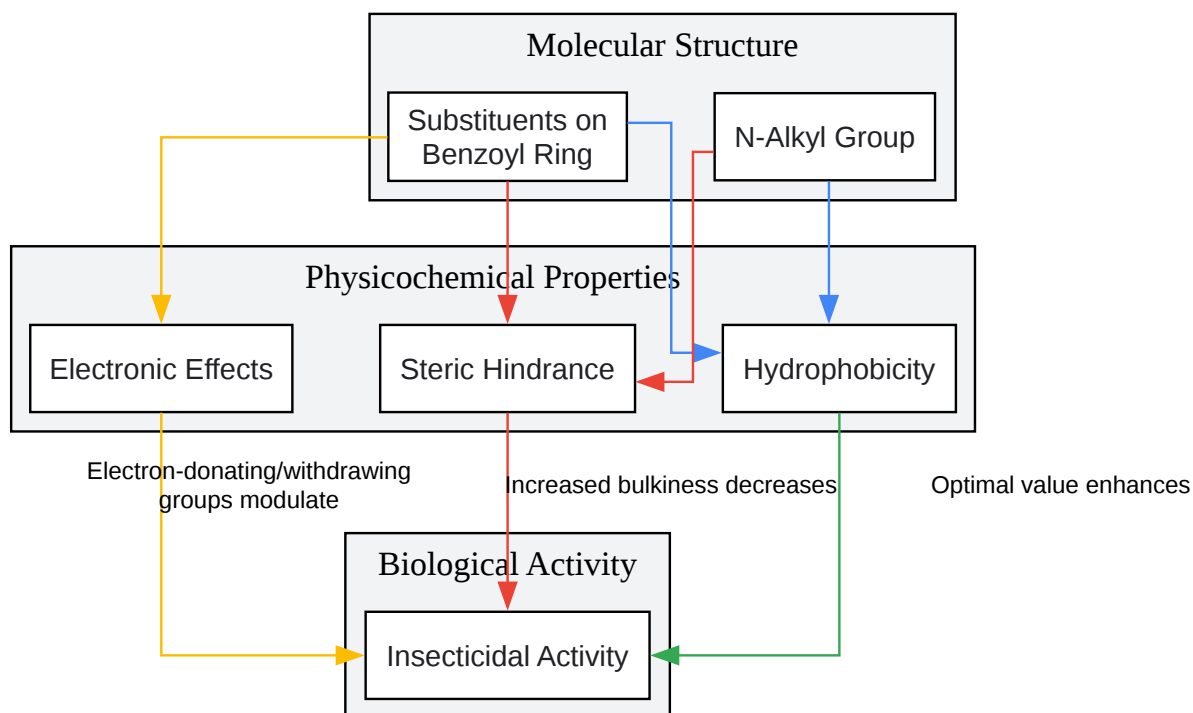 Molecular Structure
Substituents on
Benzoyl Ring
N-Alkyl Group
Physicochemical Properties
Electronic Effects
Steric Hindrance
Hydrophobicity
Electron-donating/withdrawing
groups modulate
Increased bulkiness decreases
Optimal value enhances
Biological Activity
Insecticidal Activity